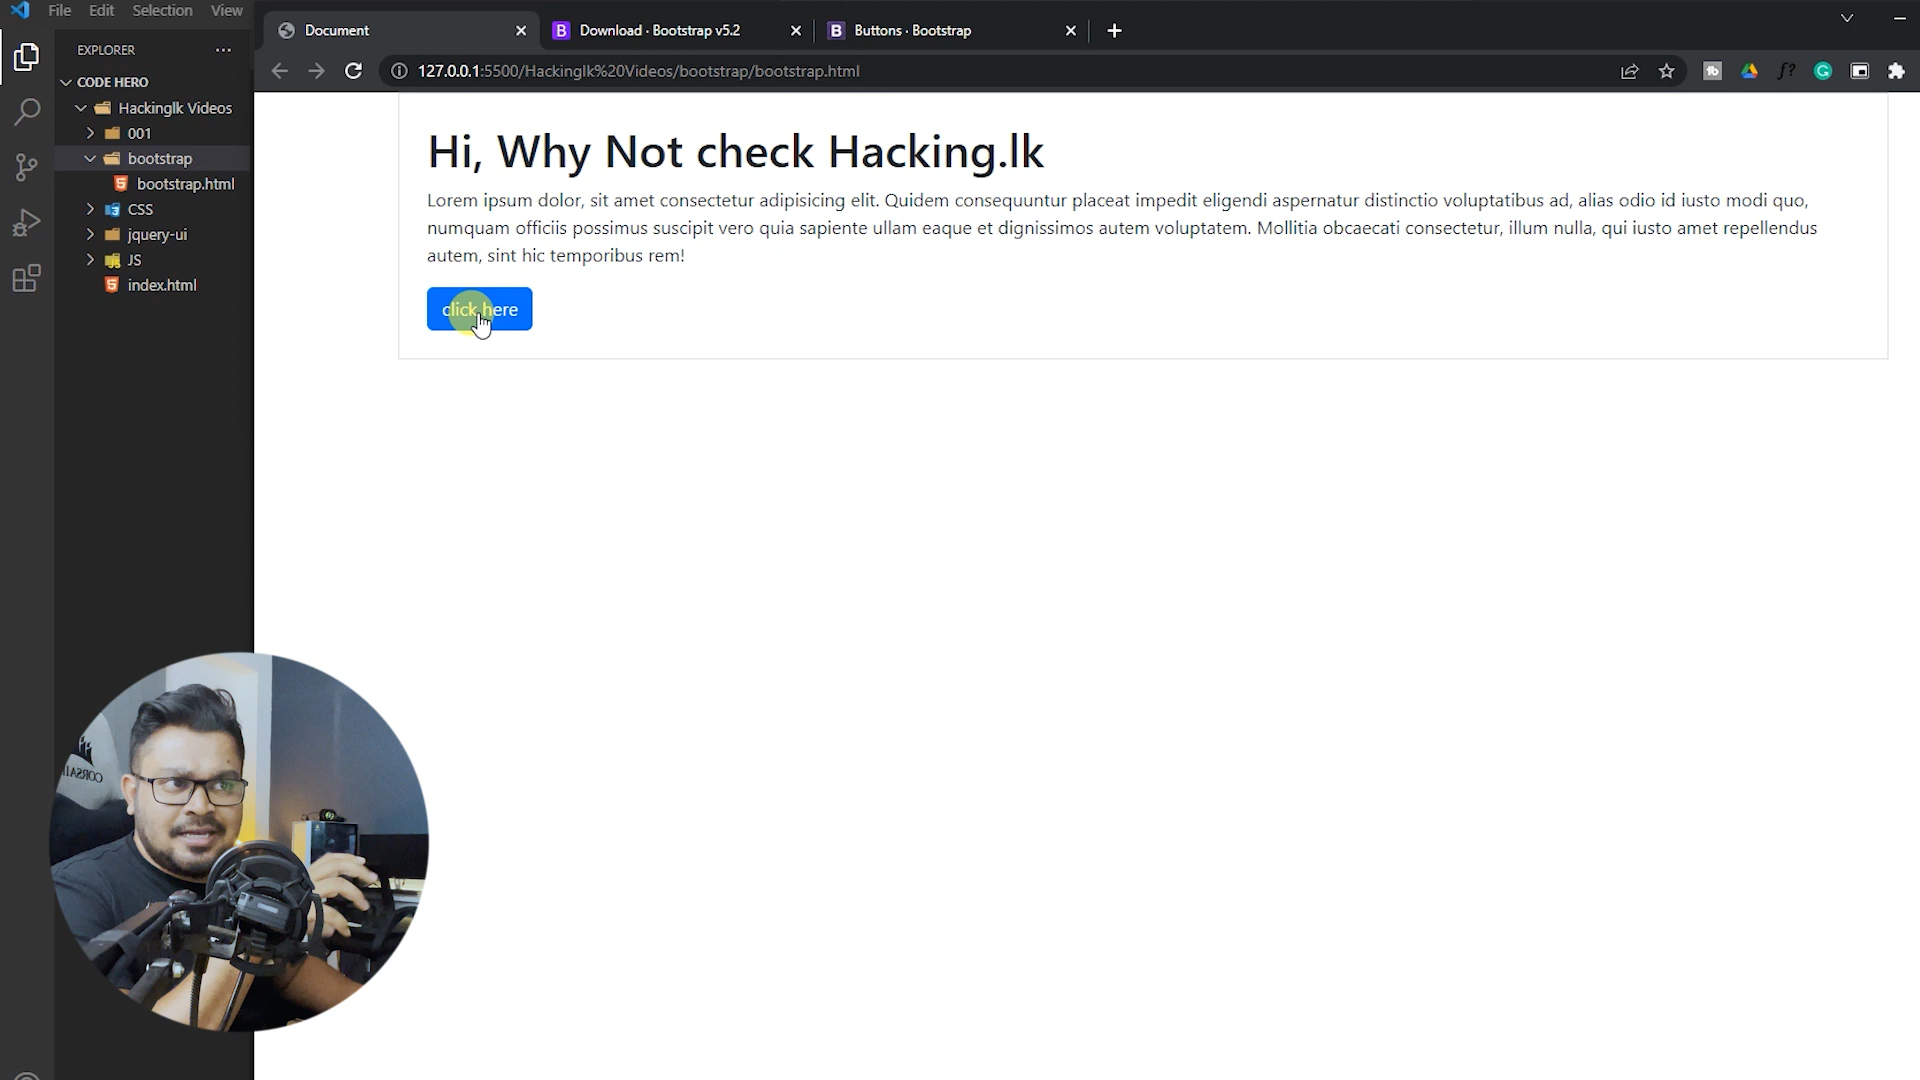 File Edit Selection View
EXPLORER ...
CODE HERO
Hackinglk Videos
001
bootstrap
bootstrap.html
CSS
jquery-ui
JS
index.html
Document
Download · Bootstrap v5.2
Buttons · Bootstrap
127.0.0.1:5500/Hackinglk%20Videos/bootstrap/bootstrap.html
Hi, Why Not check Hacking.lk
Lorem ipsum dolor, sit amet consectetur adipisicing elit. Quidem consequuntur placeat impedit eligendi aspernatur distinctio voluptatibus ad, alias odio id iusto modi quo,
numquam officiis possimus suscipit vero quia sapiente ullam eaque et dignissimos autem voluptatem. Mollitia obcaecati consectetur, illum nulla, qui iusto amet repellendus
autem, sint hic temporibus rem!
click here